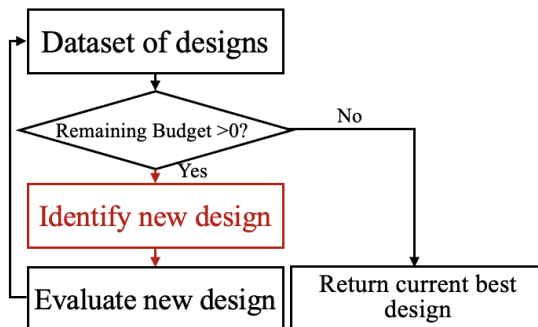 Dataset of designs
Remaining Budget >0?
No
Yes
Identify new design
Evaluate new design
Return current best
design